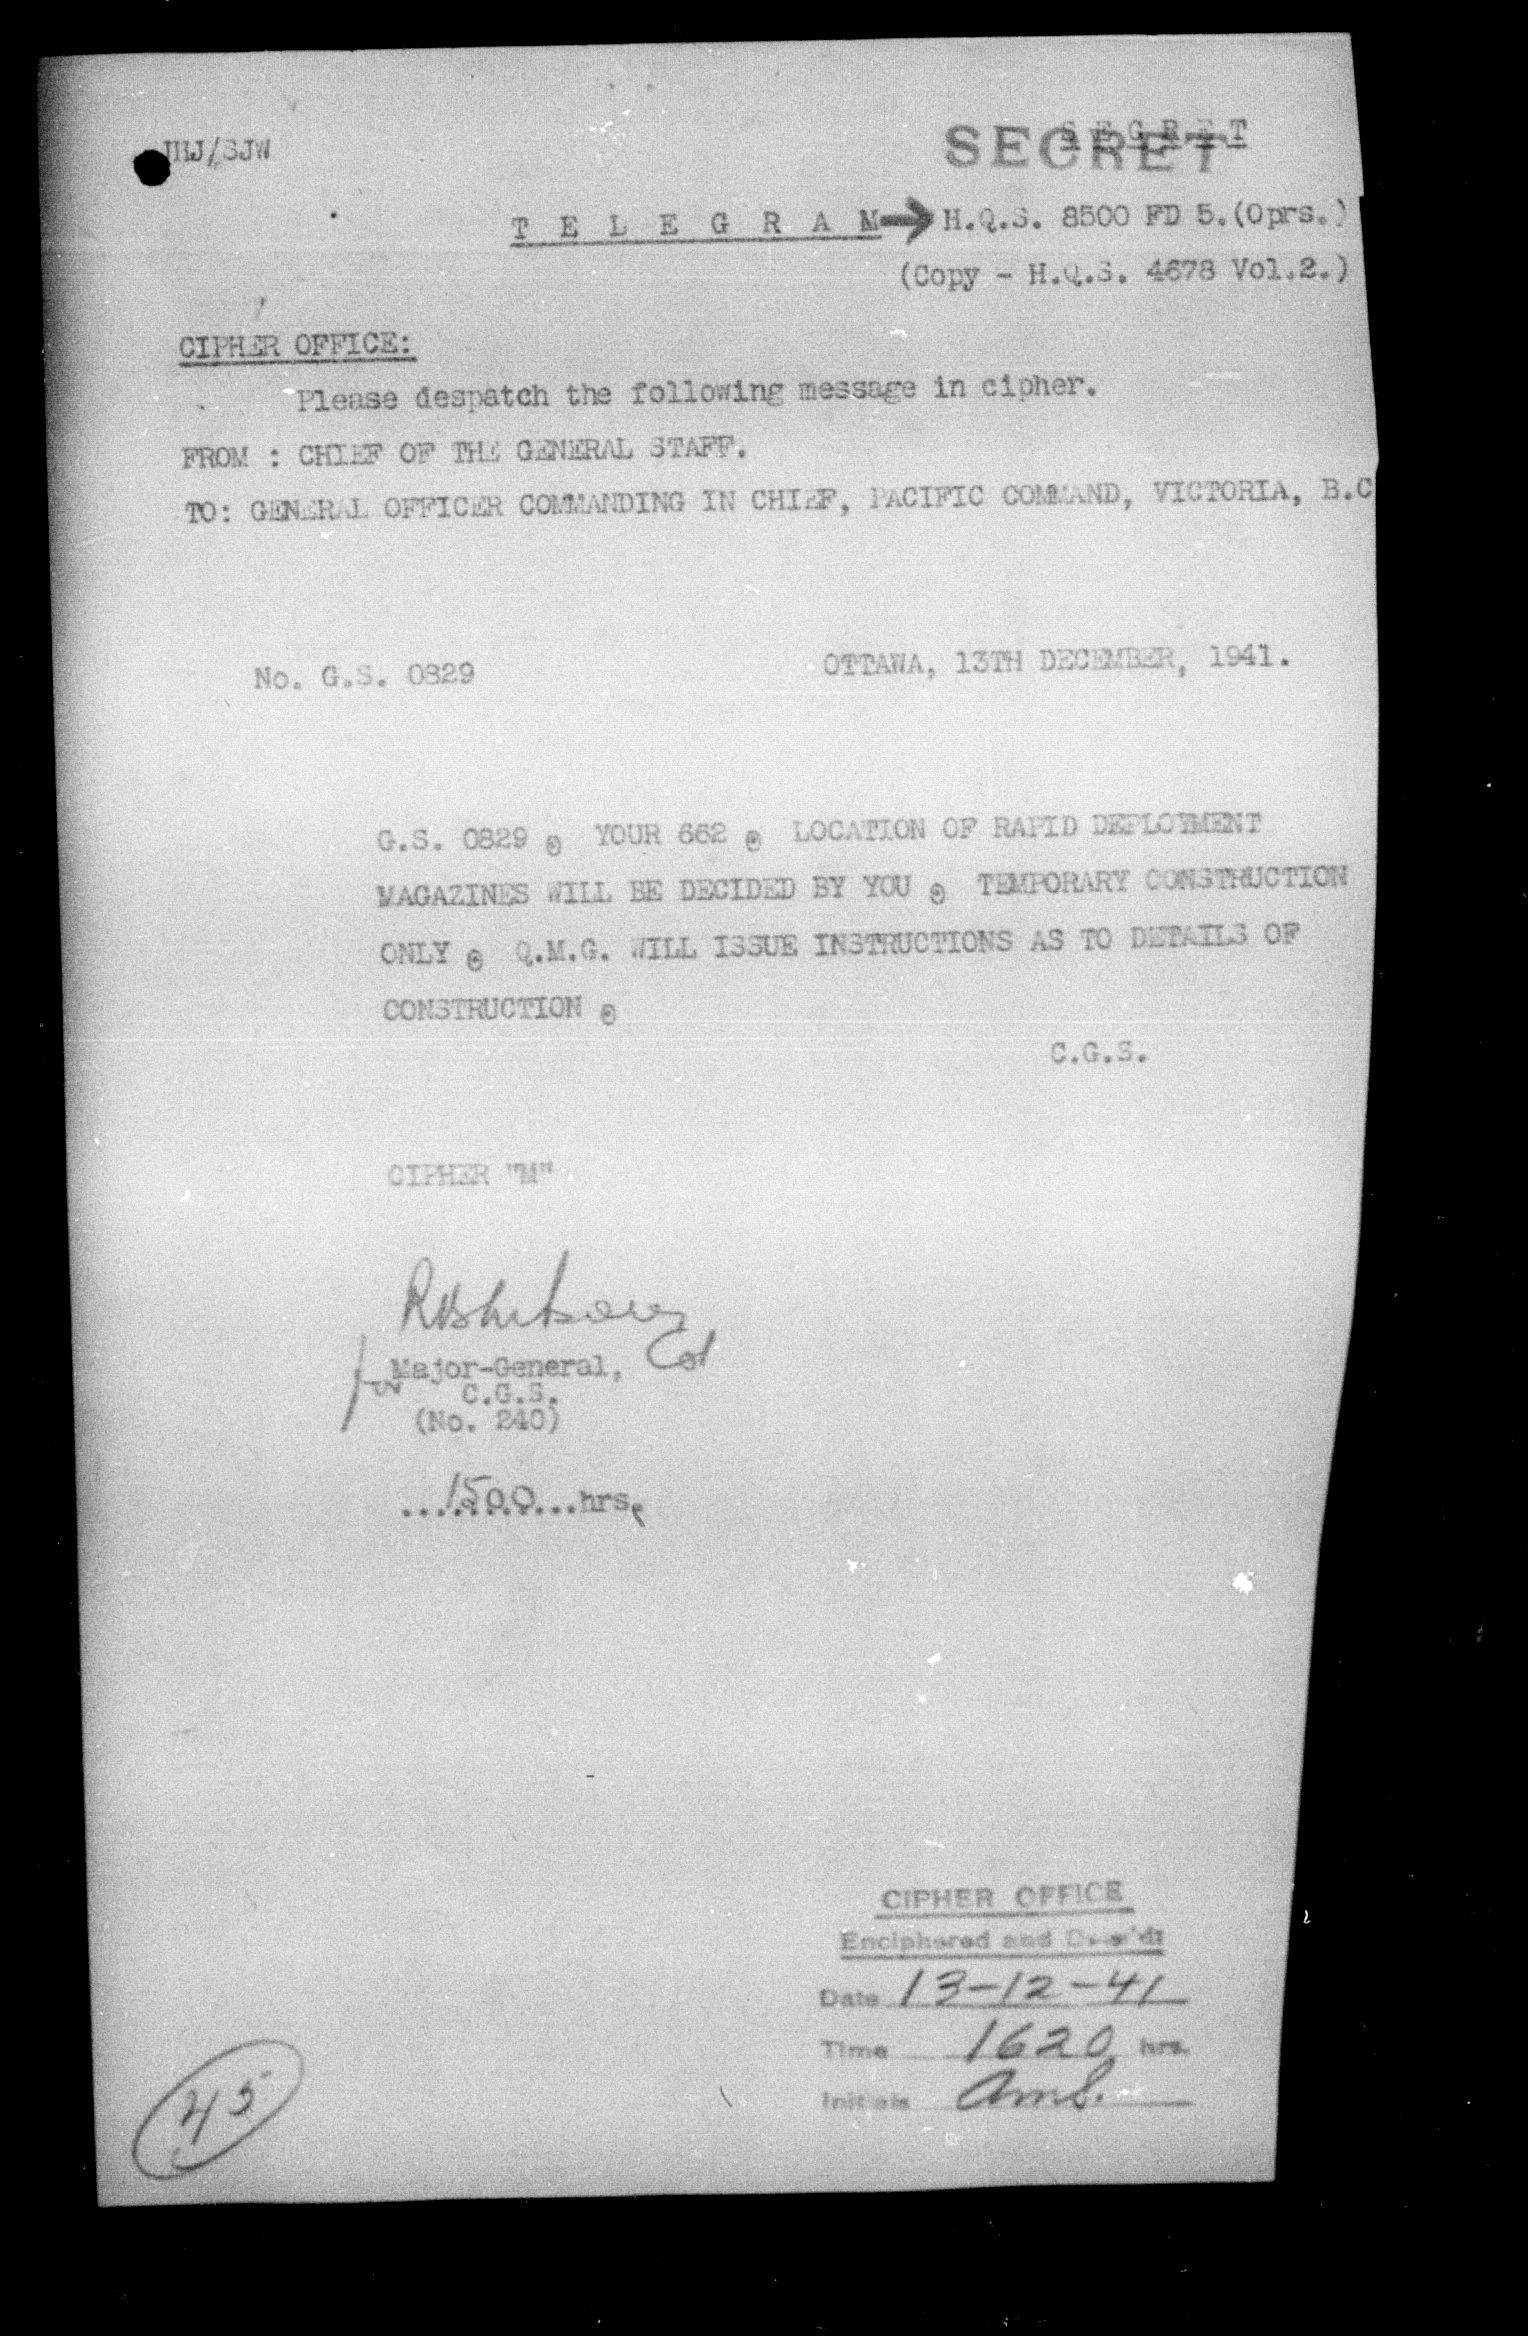 JHJ/SJW
SECRET
S E C R E T
T E L E G R A M → H.Q.S. 8500 FD 5.(Oprs.)
(Copy - H.Q.S. 4678 Vol.2.)
CIPHER OFFICE:
Please despatch the following message in cipher.
FROM : CHIEF OF THE GENERAL STAFF.
TO: GENERAL OFFICER COMMANDING IN CHIEF, PACIFIC COMMAND, VICTORIA, B.C
No. G.S. 0829 OTTAWA, 13TH DECEMBER, 1941.
G.S. 0829 @ YOUR 662 @ LOCATION OF RAPID DEPLOYMENT
MAGAZINES WILL BE DECIDED BY YOU @ TEMPORARY CONSTRUCTION
ONLY @ Q.M.G. WILL ISSUE INSTRUCTIONS AS TO DETAILS OF
CONSTRUCTION @
C.G.S.
CIPHER "M"
Col
for Major-General,
C.G.S.
(No. 240)
...1500...hrs.
CIPHER OFFICE
Enciphered and
Date 13-12-41
Time 1620 hrs.
Initials
45